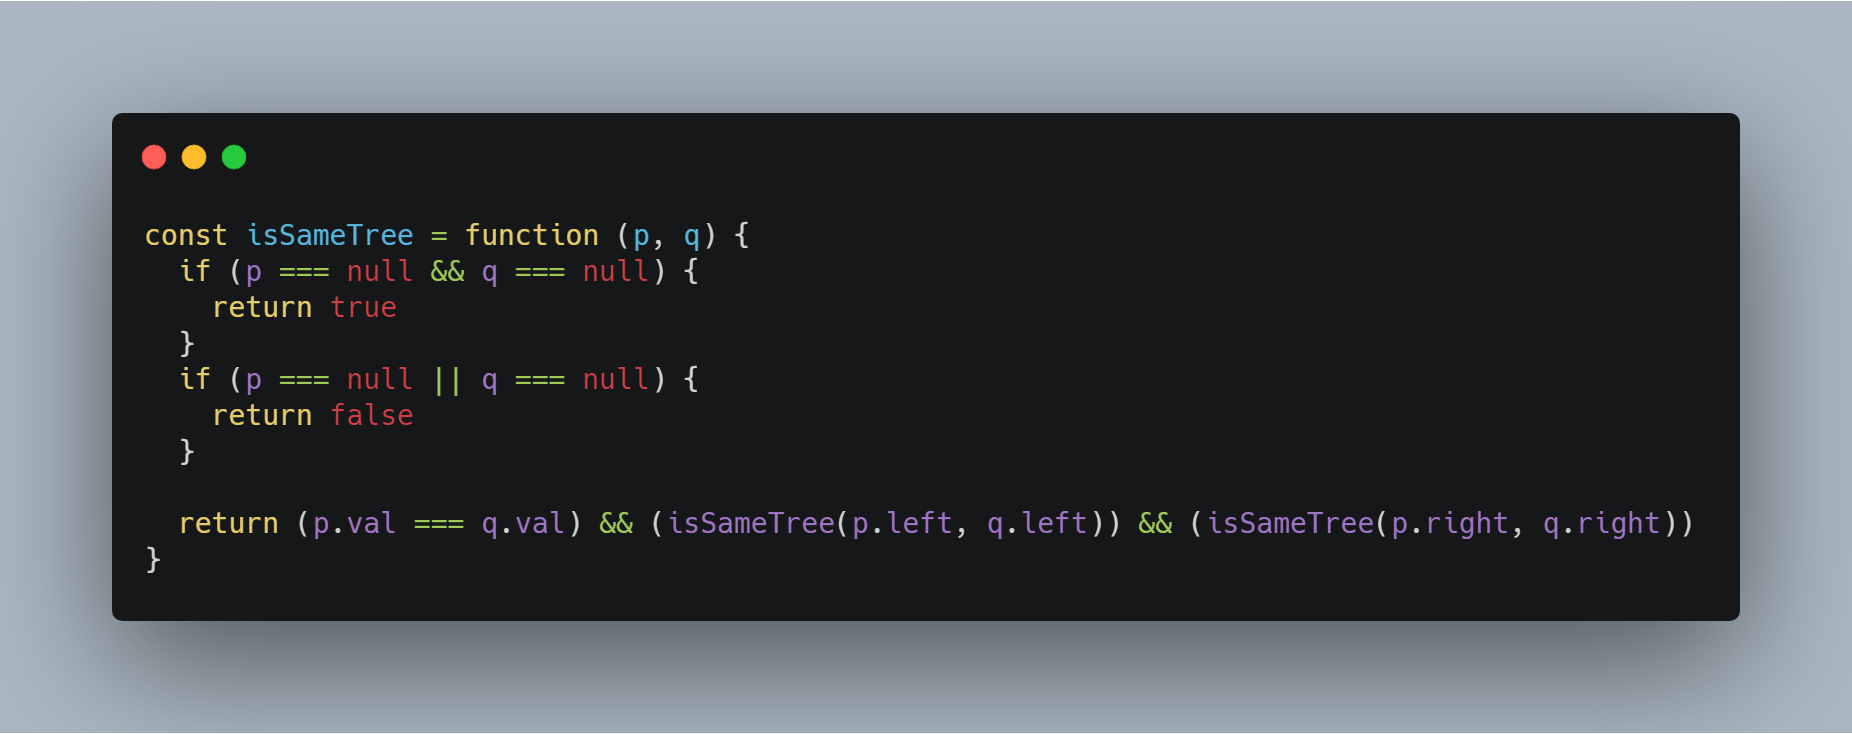 const isSameTree = function (p, q) {
  if (p === null && q === null) {
    return true
  }
  if (p === null || q === null) {
    return false
  }

  return (p.val === q.val) && (isSameTree(p.left, q.left)) && (isSameTree(p.right, q.right))
}